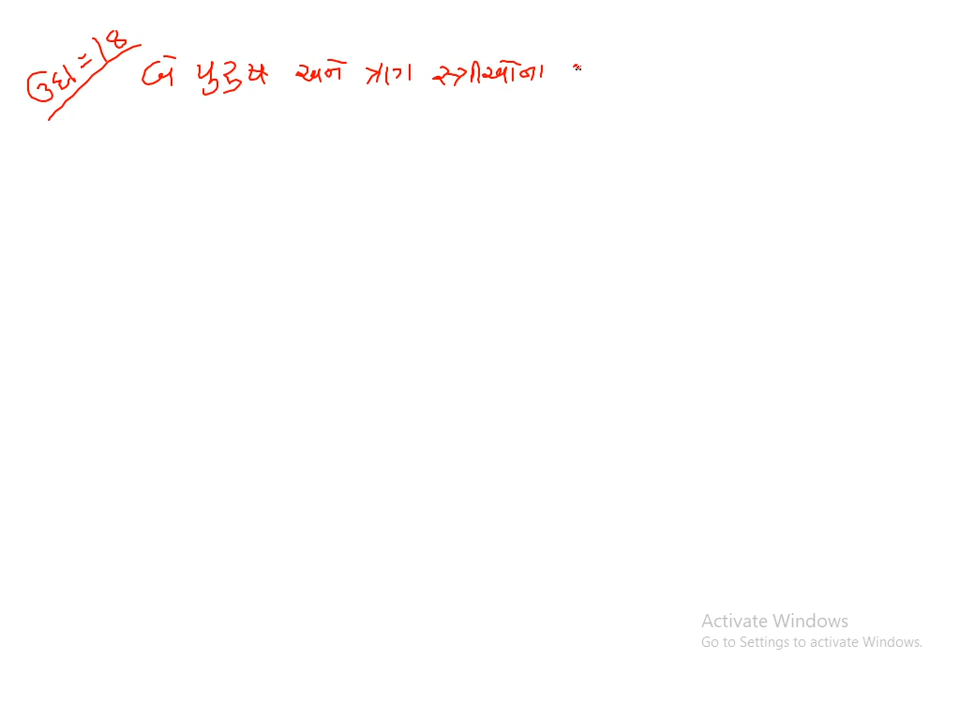 ઉદા=18 બે પુરુષ અને ત્રણ સ્ત્રીઓના
Activate Windows
Go to Settings to activate Windows.